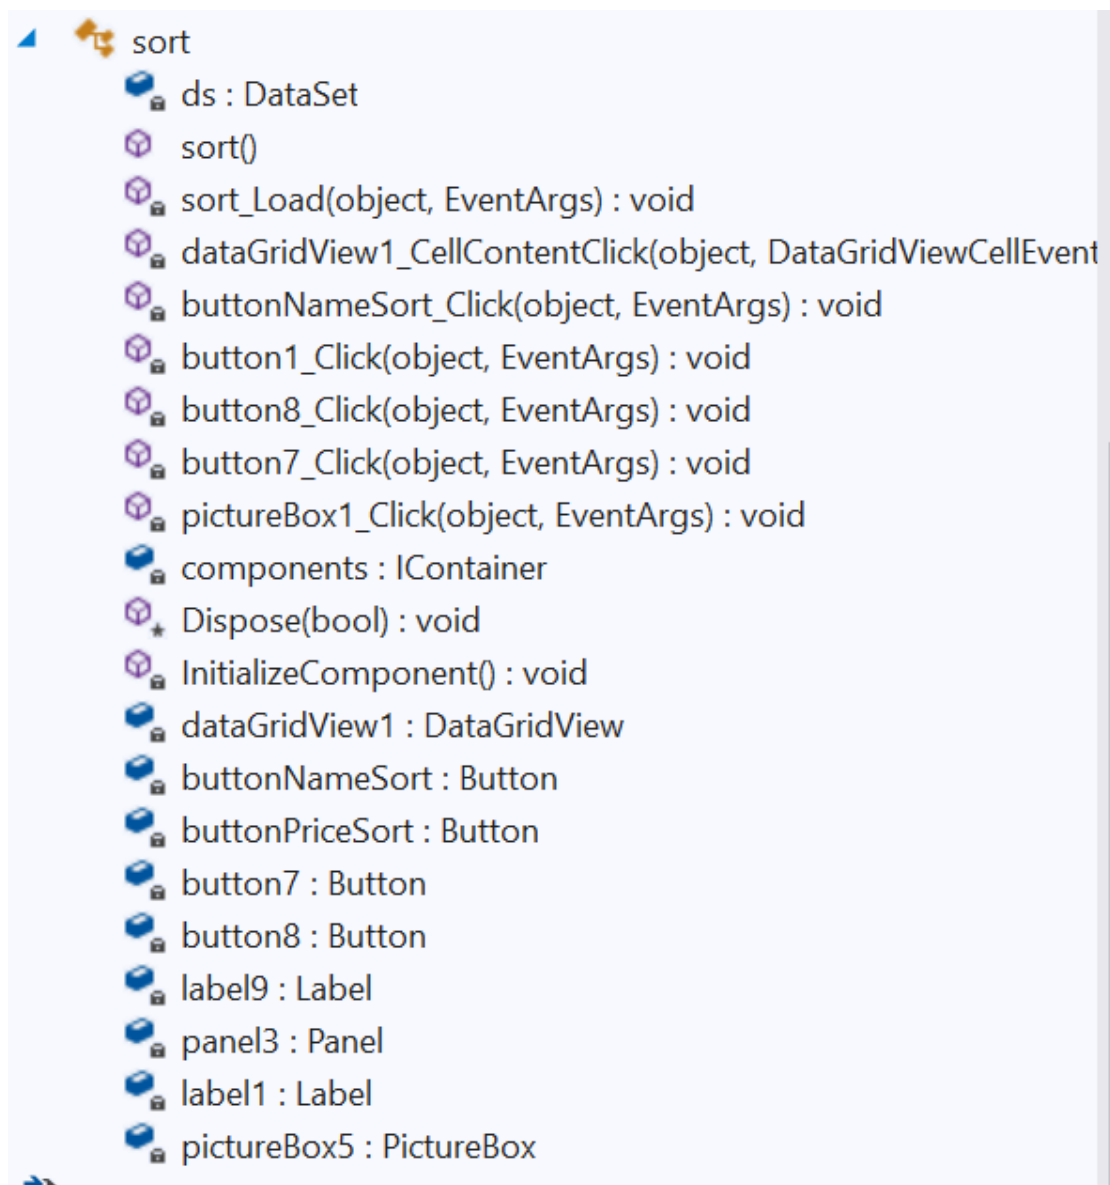 sort
ds : DataSet
sort()
sort_Load(object, EventArgs) : void
dataGridView1_CellContentClick(object, DataGridViewCellEvent
buttonNameSort_Click(object, EventArgs) : void
button1_Click(object, EventArgs) : void
button8_Click(object, EventArgs) : void
button7_Click(object, EventArgs) : void
pictureBox1_Click(object, EventArgs) : void
components : IContainer
Dispose(bool) : void
InitializeComponent() : void
dataGridView1 : DataGridView
buttonNameSort : Button
buttonPriceSort : Button
button7 : Button
button8 : Button
label9 : Label
panel3 : Panel
label1 : Label
pictureBox5 : PictureBox